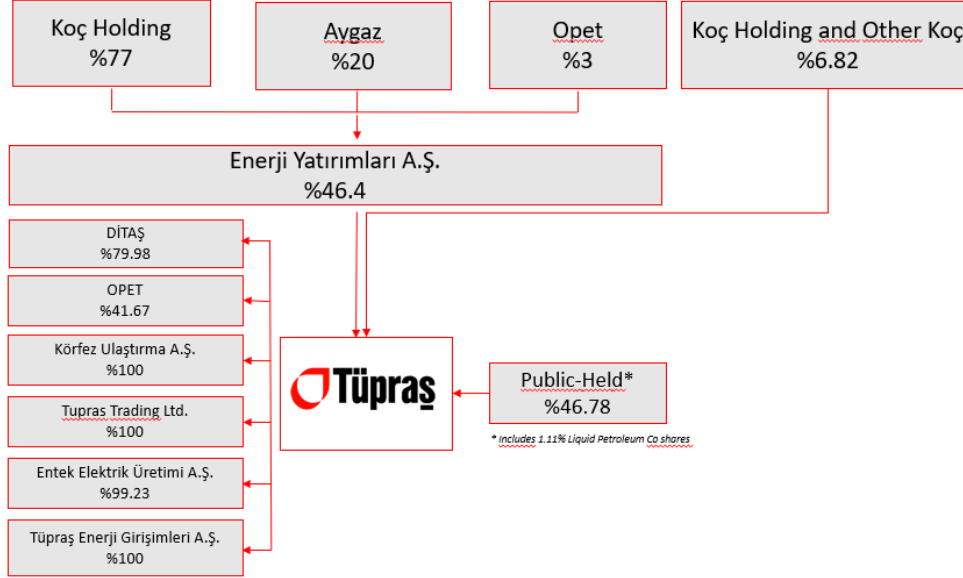 Koç Holding
%77
Aygaz
%20
Opet
%3
Koç Holding and Other Koç
%6.82
Enerji Yatırımları A.Ş.
%46.4
DİTAŞ
%79.98
OPET
%41.67
Körfez Ulaştırma A.Ş.
%100
Tupras Trading Ltd.
%100
Entek Elektrik Üretimi A.Ş.
%99.23
Tüpraş Enerji Girişimleri A.Ş.
%100
Tüpraş
Public-Held*
%46.78
* Includes 1.11% Liquid Petroleum Co shares